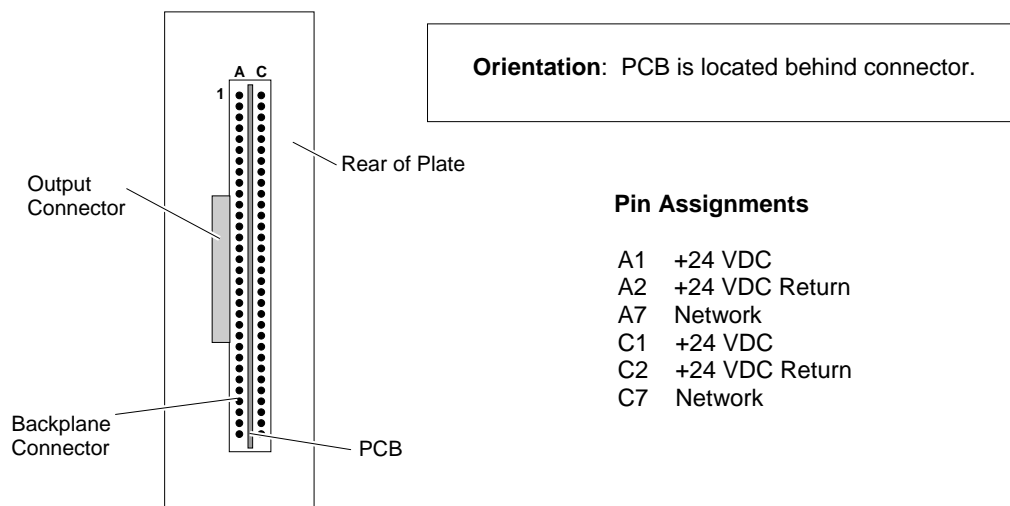 Orientation: PCB is located behind connector.
A C
1
Rear of Plate
Output
Connector
Backplane
Connector
PCB
Pin Assignments
A1 +24 VDC
A2 +24 VDC Return
A7 Network
C1 +24 VDC
C2 +24 VDC Return
C7 Network